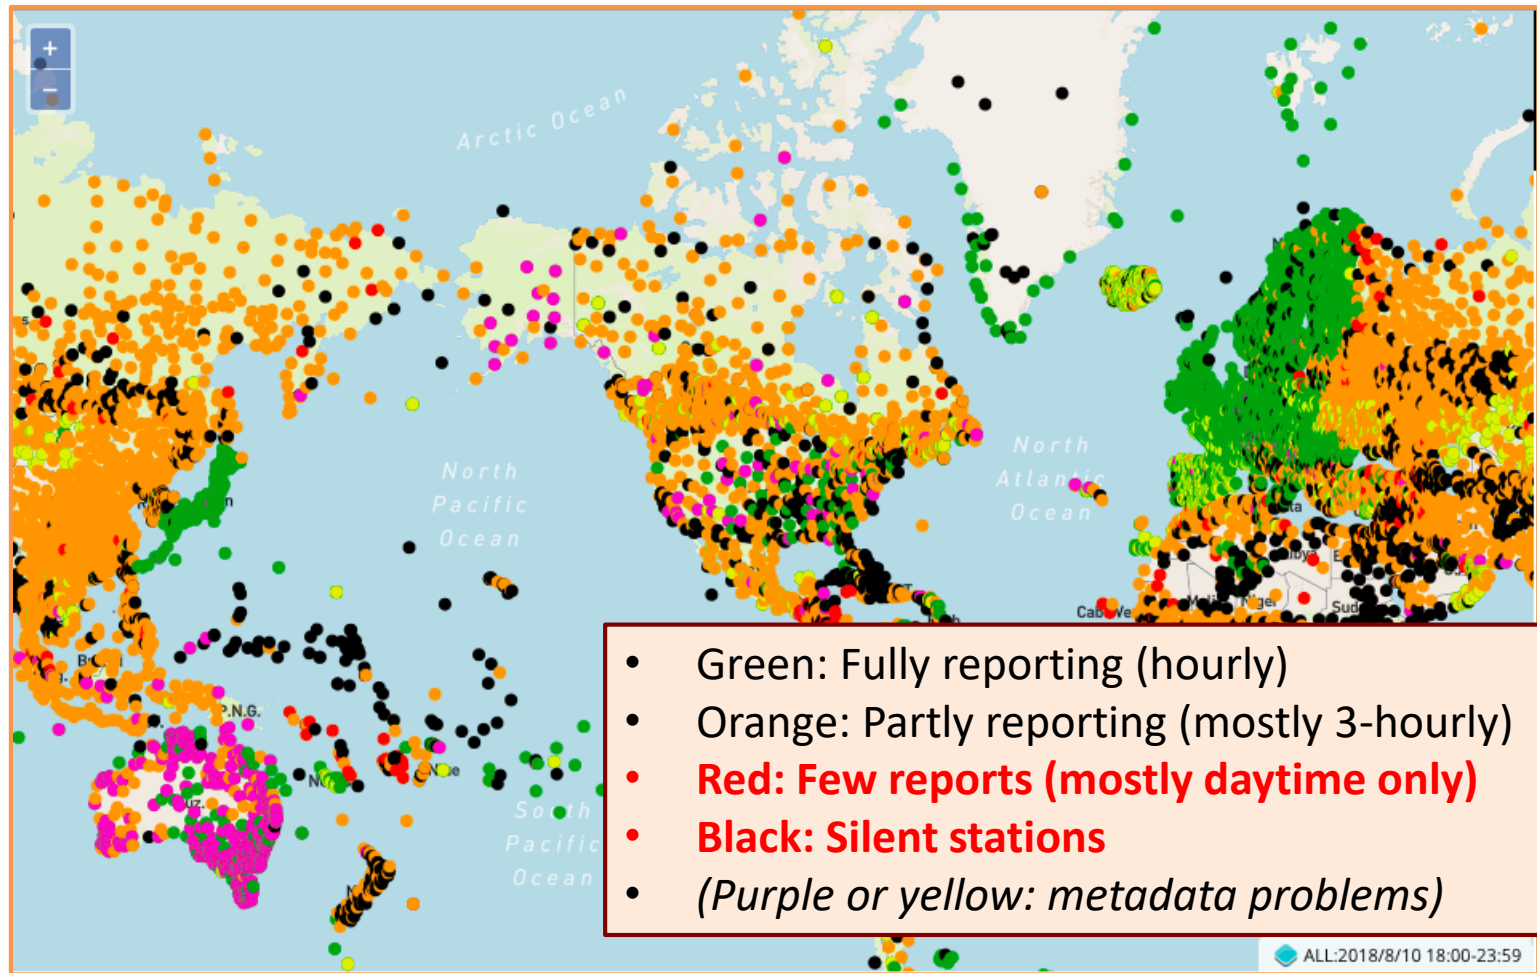 +
−
Arctic Ocean
North
Pacific
Ocean
North
Atlantic
Ocean
P.N.G.
South
Pacific
Ocean
• Green: Fully reporting (hourly)
• Orange: Partly reporting (mostly 3-hourly)
• Red: Few reports (mostly daytime only)
• Black: Silent stations
• (Purple or yellow: metadata problems)
ALL:2018/8/10 18:00-23:59